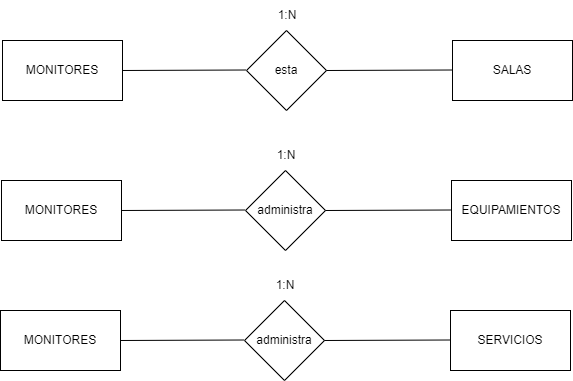 1:N
MONITORES
esta
SALAS
1:N
MONITORES
administra
EQUIPAMIENTOS
1:N
MONITORES
administra
SERVICIOS